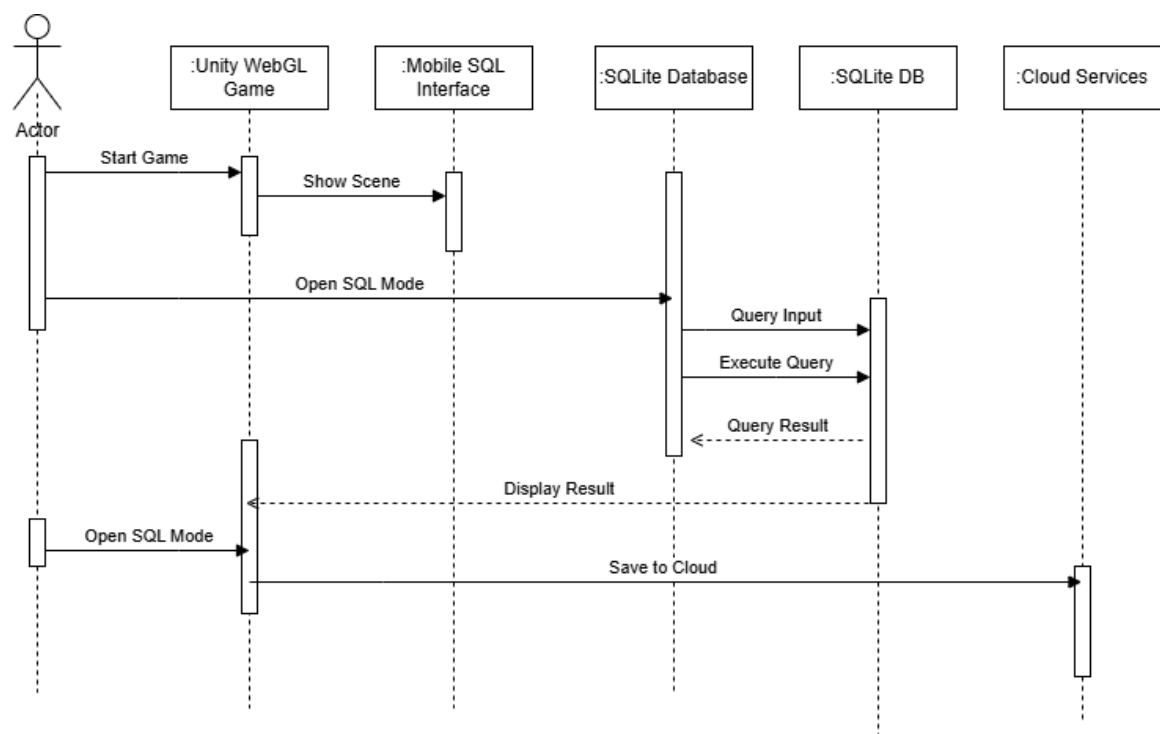 :Unity WebGL
Game
:Mobile SQL
Interface
:SQLite Database
:SQLite DB
:Cloud Services
Actor
Start Game
Show Scene
Open SQL Mode
Query Input
Execute Query
Query Result
Display Result
Open SQL Mode
Save to Cloud